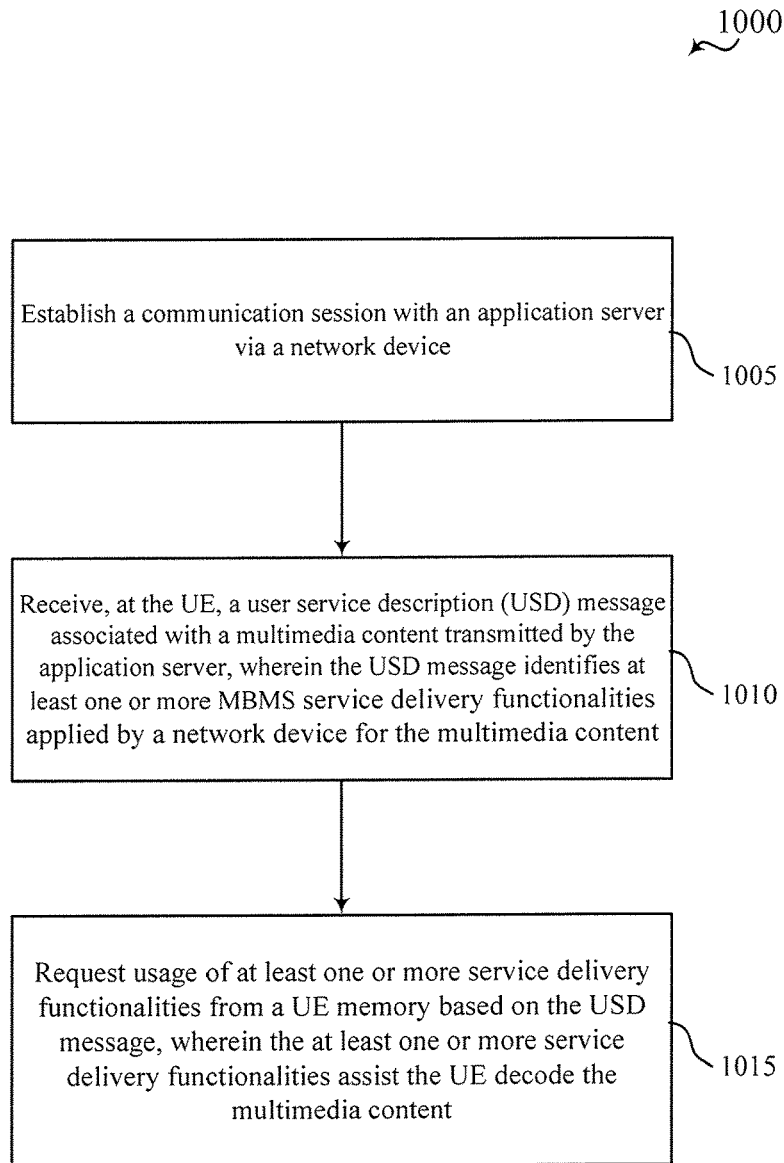 1000
Establish a communication session with an application server
via a network device
1005
Receive, at the UE, a user service description (USD) message
associated with a multimedia content transmitted by the
application server, wherein the USD message identifies at
least one or more MBMS service delivery functionalities
applied by a network device for the multimedia content
1010
Request usage of at least one or more service delivery
functionalities from a UE memory based on the USD
message, wherein the at least one or more service
delivery functionalities assist the UE decode the
multimedia content
1015